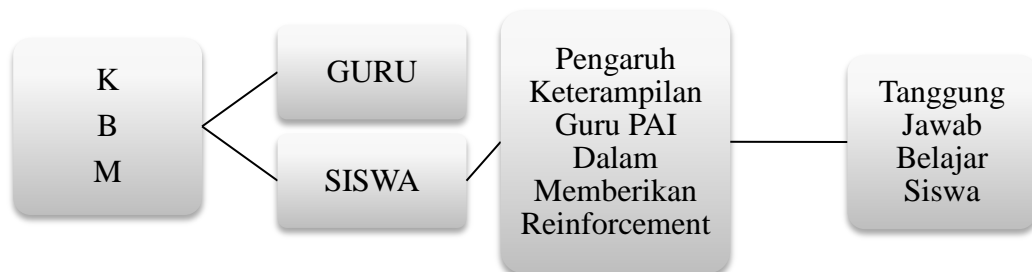 K
B
M
GURU
SISWA
Pengaruh
Keterampilan
Guru PAI
Dalam
Memberikan
Reinforcement
Tanggung
Jawab
Belajar
Siswa